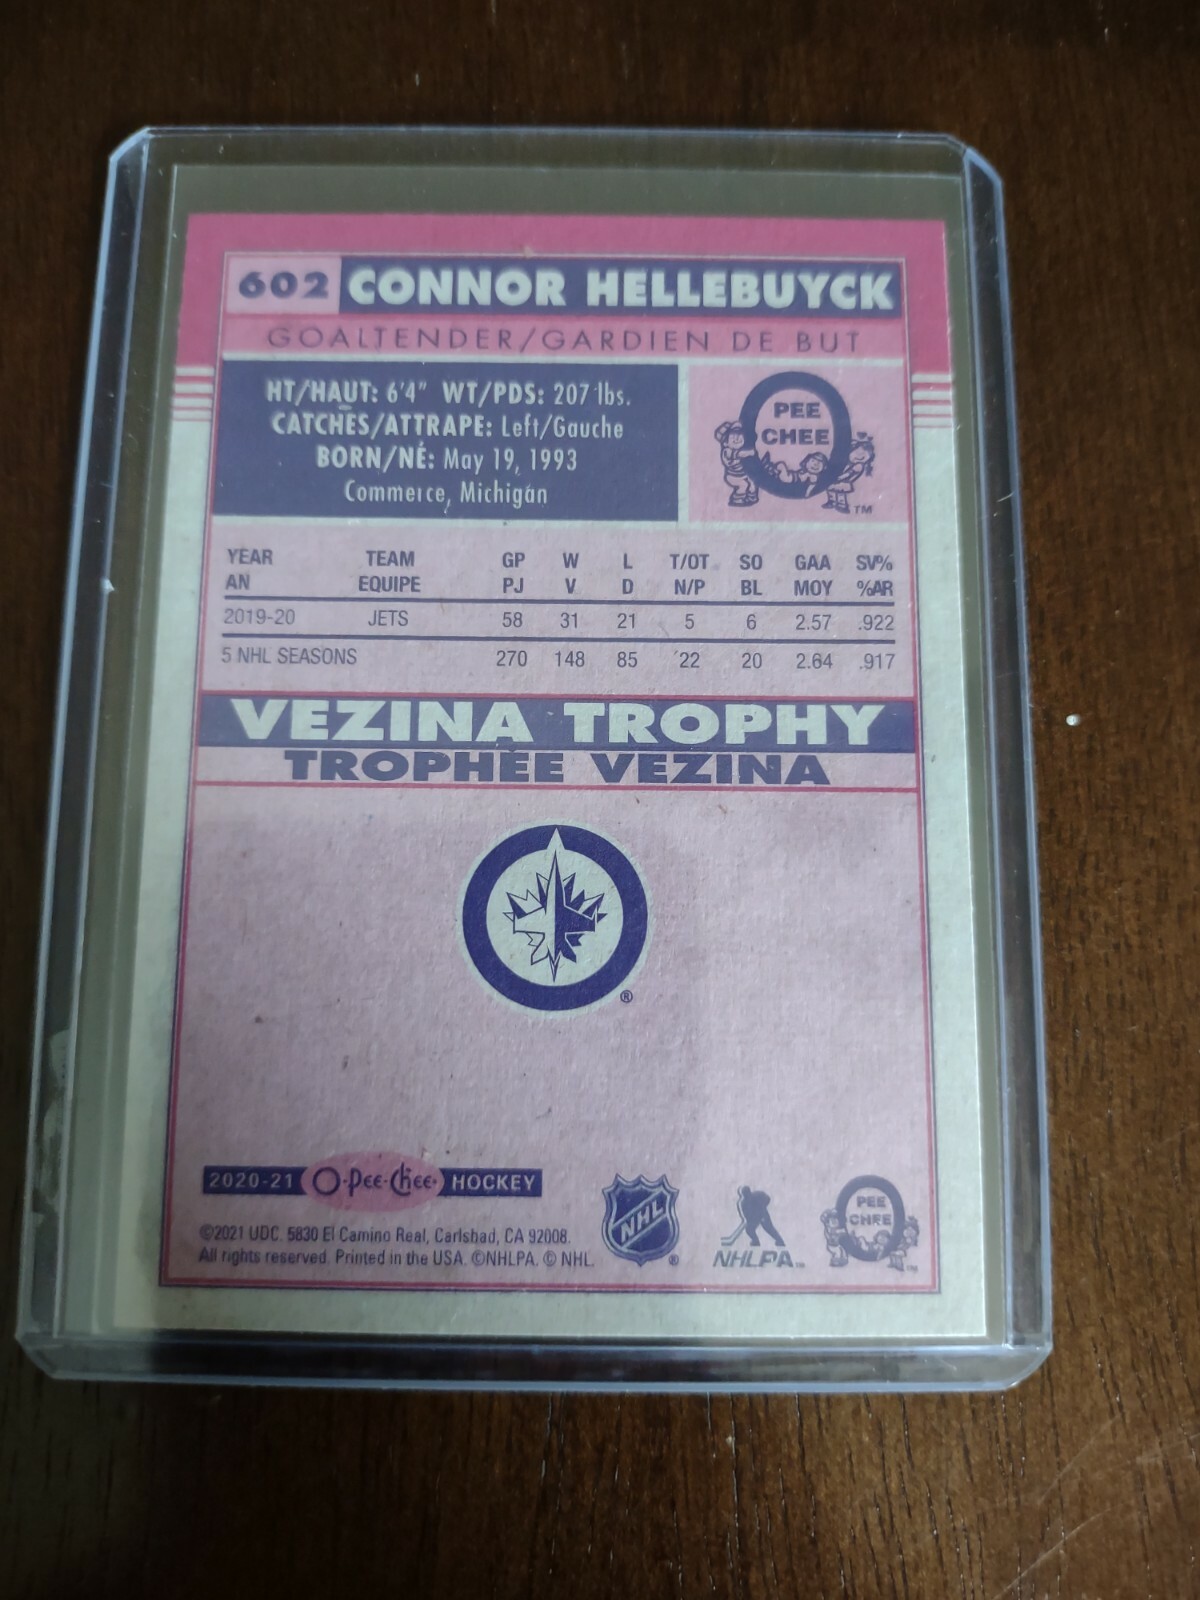 602 CONNOR HELLEBUYCK
GOALTENDER/GARDIEN DE BUT
HT/HAUT: 6'4" WT/PDS: 207 lbs.
CATCHES/ATTRAPE: Left/Gauche
BORN/NÉ: May 19, 1993
Commerce, Michigan
PEE
CHEE
TM
YEAR TEAM GP W L T/OT SO GAA SV%
AN EQUIPE PJ V D N/P BL MOY %AR
2019-20 JETS 58 31 21 5 6 2.57 .922
5 NHL SEASONS 270 148 85 22 20 2.64 .917
VEZINA TROPHY
TROPHÉE VEZINA
®
2020-21 O-Pee-Chee HOCKEY
©2021 UDC. 5830 El Camino Real, Carlsbad, CA 92008.
All rights reserved. Printed in the USA. ©NHLPA. © NHL.
NHL ®
NHLPA™
PEE
CHEE
TM